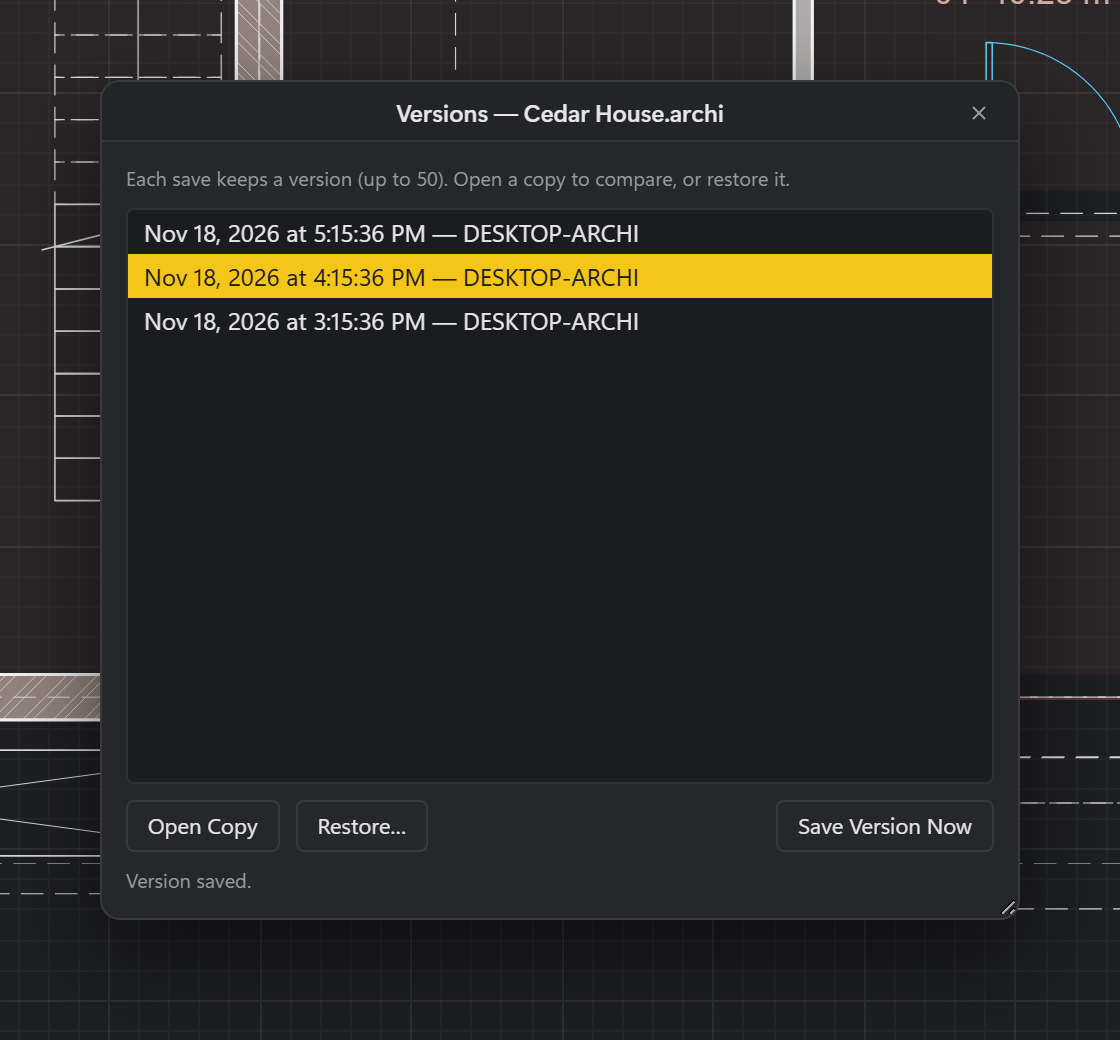 Versions — Cedar House.archi
Each save keeps a version (up to 50). Open a copy to compare, or restore it.
Nov 18, 2026 at 5:15:36 PM — DESKTOP-ARCHI
Nov 18, 2026 at 4:15:36 PM — DESKTOP-ARCHI
Nov 18, 2026 at 3:15:36 PM — DESKTOP-ARCHI
Open Copy
Restore...
Save Version Now
Version saved.